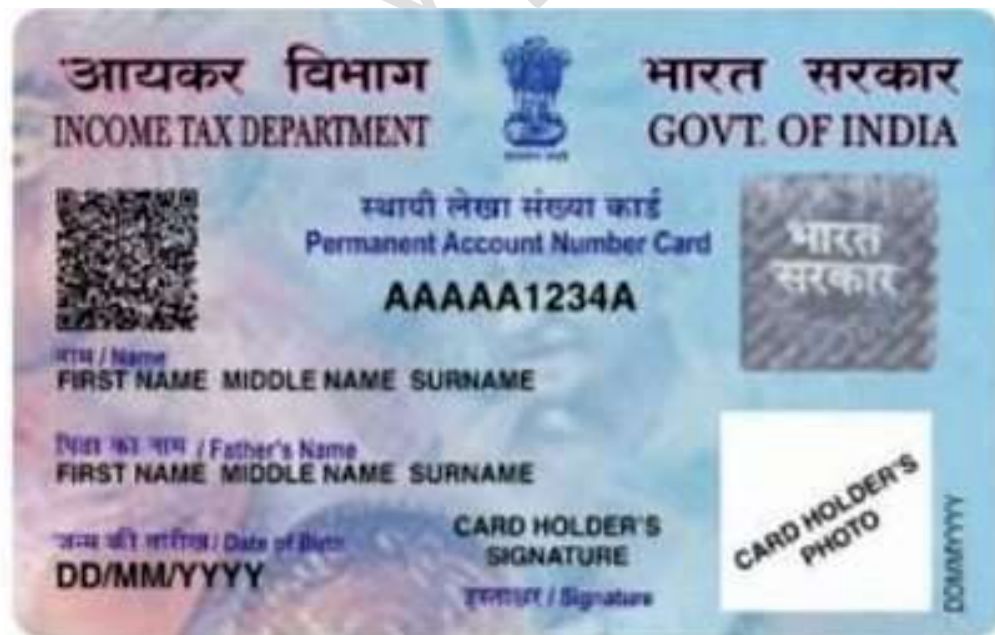 आयकर विभाग
INCOME TAX DEPARTMENT
भारत सरकार
GOVT. OF INDIA
स्थायी लेखा संख्या कार्ड
Permanent Account Number Card
AAAAA1234A
भारत
सरकार
नाम / Name
FIRST NAME MIDDLE NAME SURNAME
पिता का नाम / Father's Name
FIRST NAME MIDDLE NAME SURNAME
जन्म की तारीख / Date of Birth
DD/MM/YYYY
CARD HOLDER'S
SIGNATURE
हस्ताक्षर / Signature
CARD HOLDER'S
PHOTO
DDMMYYYY